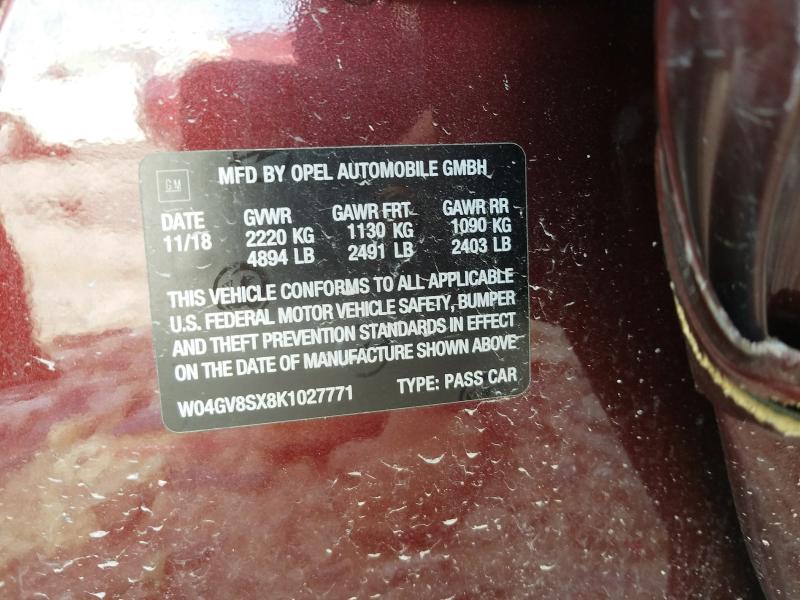 GM
MFD BY OPEL AUTOMOBILE GMBH
DATE GVWR GAWR FRT GAWR RR
11/18 2220 KG 1130 KG 1090 KG
4894 LB 2491 LB 2403 LB
THIS VEHICLE CONFORMS TO ALL APPLICABLE
U.S. FEDERAL MOTOR VEHICLE SAFETY, BUMPER
AND THEFT PREVENTION STANDARDS IN EFFECT
ON THE DATE OF MANUFACTURE SHOWN ABOVE
W04GV8SX8K1027771 TYPE: PASS CAR